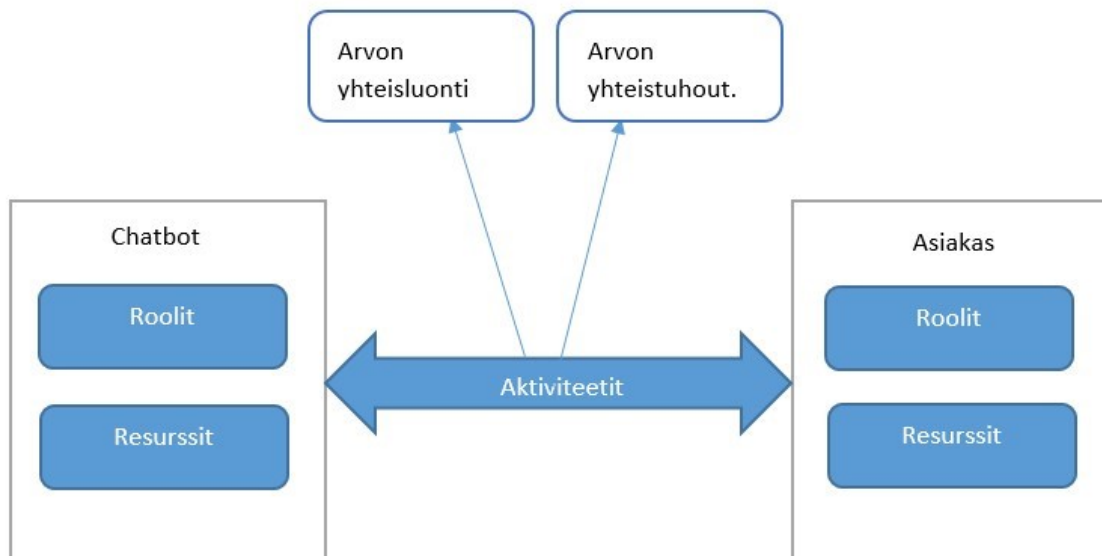 Arvon
yhteisluonti
Arvon
yhteistuhout.
Chatbot
Roolit
Resurssit
Aktiviteetit
Asiakas
Roolit
Resurssit